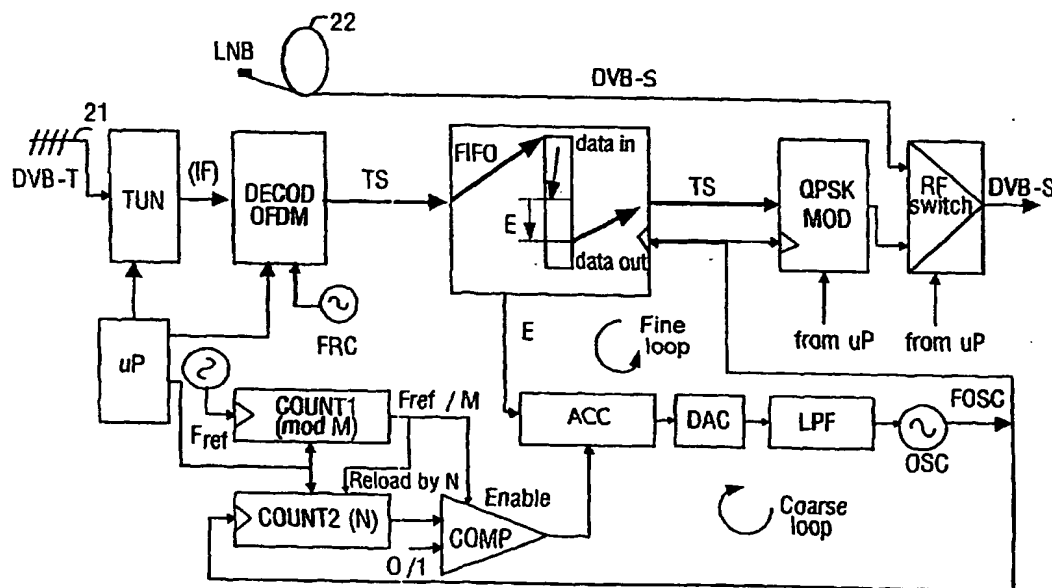 22
LNB
DVB-S
21
DVB-T
TUN
(IF)
DECOD
OFDM
TS
FIFO
data in
E
data out
TS
QPSK
MOD
RF
switch
DVB-S
uP
FRC
E
Fine
loop
from uP
from uP
Fref
COUNT1
(mod M)
Fref / M
ACC
DAC
LPF
OSC
FOSC
Reload by N
COUNT2 (N)
Enable
COMP
0/1
Coarse
loop